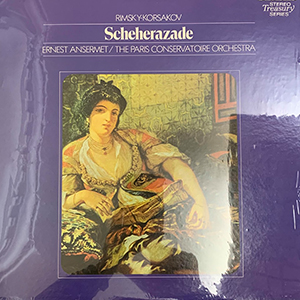 RIMSKY-KORSAKOV
Scheherazade
ERNEST ANSERMET / THE PARIS CONSERVATOIRE ORCHESTRA
STEREO
Treasury
SERIES